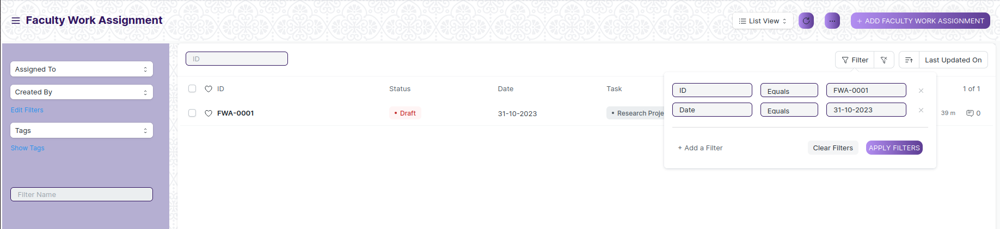 Faculty Work Assignment
List View
...
+ ADD FACULTY WORK ASSIGNMENT
Assigned To
Created By
Edit Filters
Tags
Show Tags
Filter Name
ID
Filter
Last Updated On
ID Status Date Task 1 of 1
FWA-0001 • Draft 31-10-2023 • Research Proje 39 m 0
ID Equals FWA-0001 ×
Date Equals 31-10-2023 ×
+ Add a Filter Clear Filters APPLY FILTERS